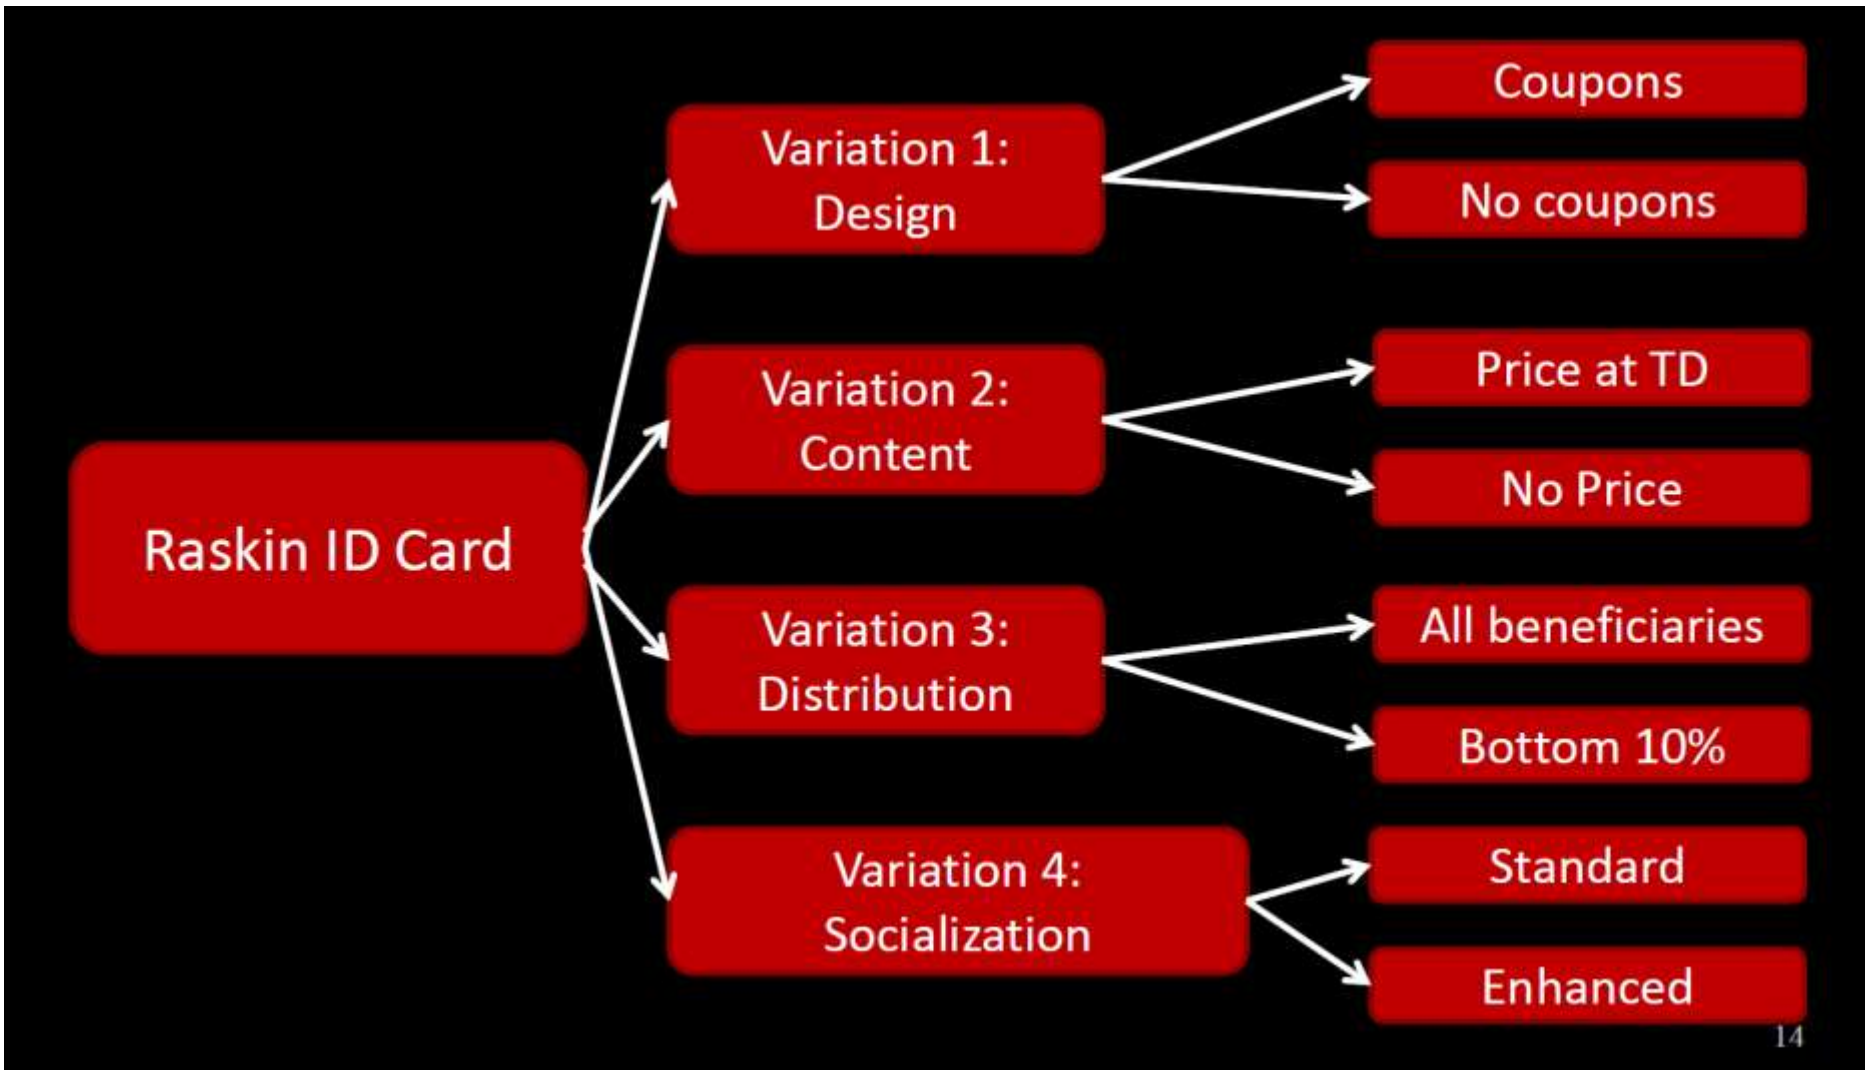 Raskin ID Card
Variation 1:
Design
Coupons
No coupons
Variation 2:
Content
Price at TD
No Price
Variation 3:
Distribution
All beneficiaries
Bottom 10%
Variation 4:
Socialization
Standard
Enhanced
14